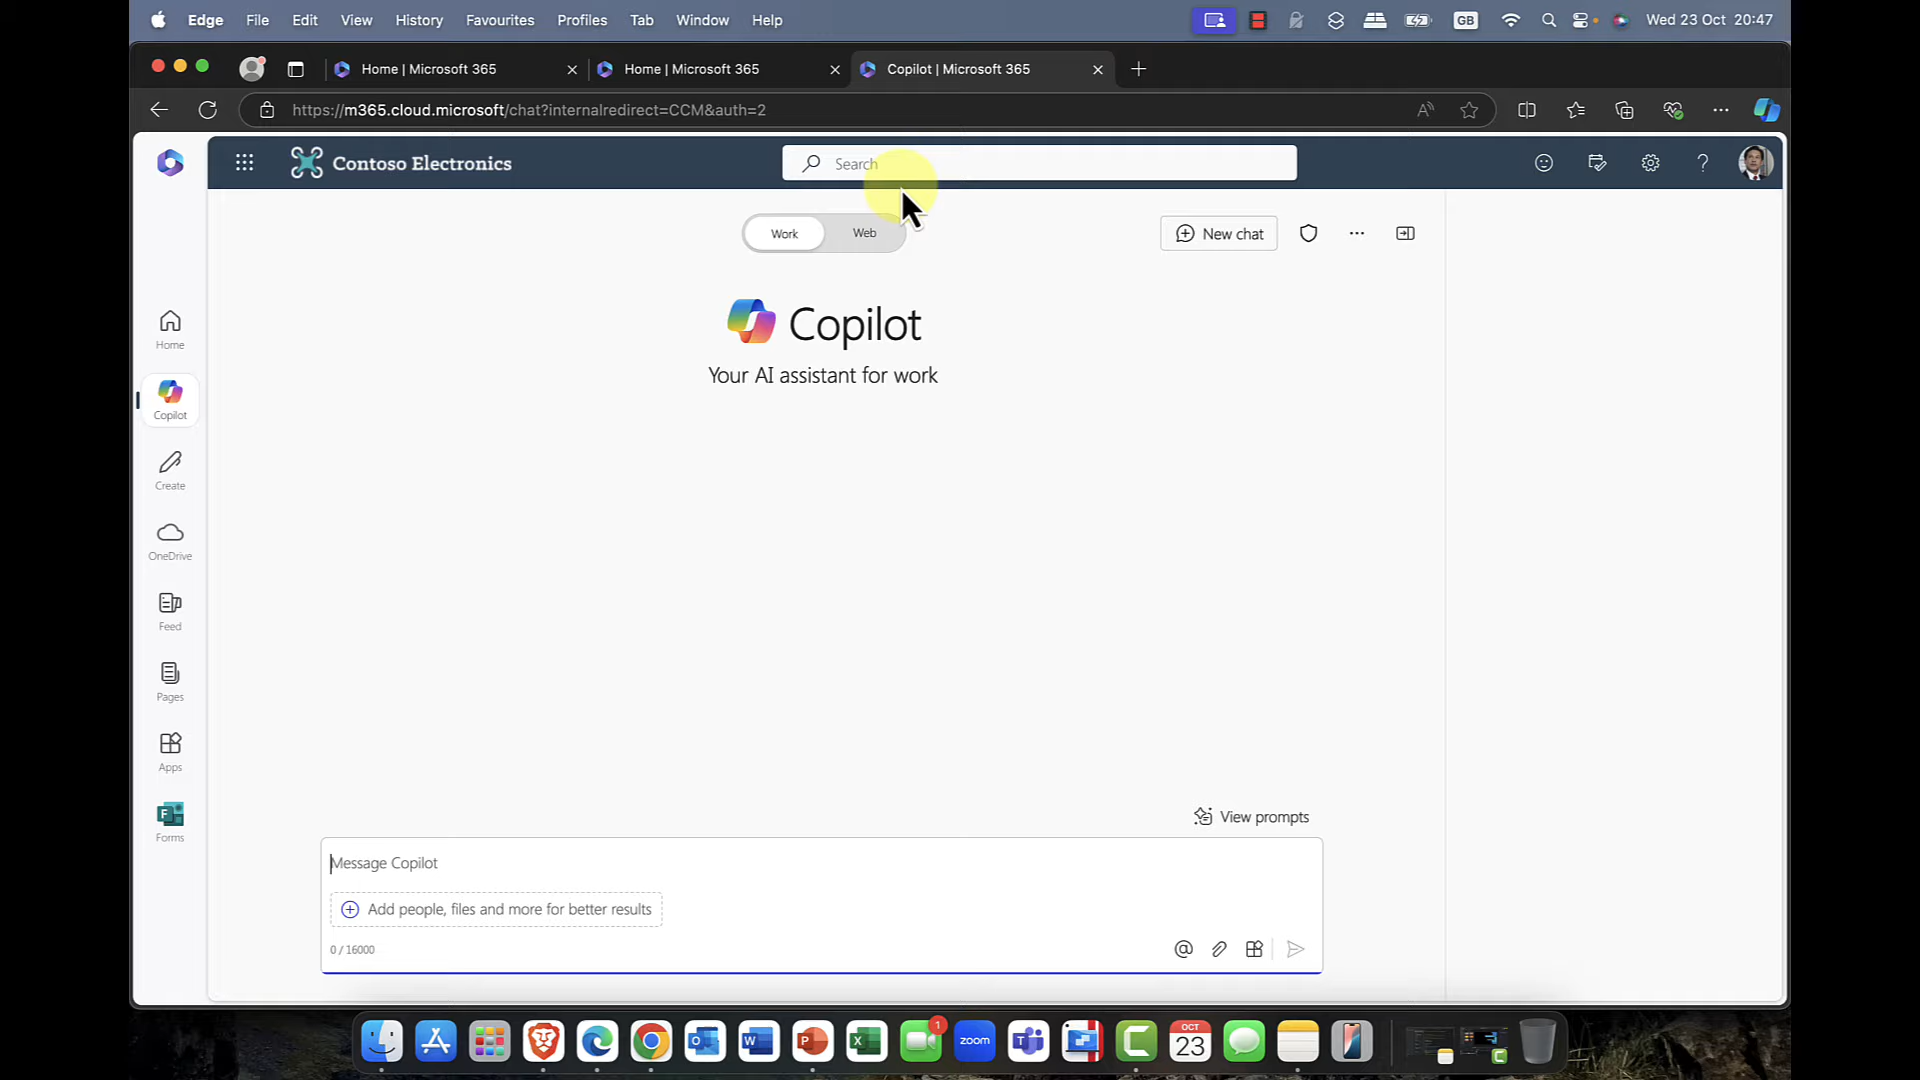 Edge File Edit View History Favourites Profiles Tab Window Help GB Wed 23 Oct 20:47
Home | Microsoft 365 Home | Microsoft 365 Copilot | Microsoft 365
https://m365.cloud.microsoft/chat?internalredirect=CCM&auth=2
Contoso Electronics Search
Work Web New chat
Copilot
Your AI assistant for work
Home
Copilot
Create
OneDrive
Feed
Pages
Apps
Forms
View prompts
Message Copilot
Add people, files and more for better results
0 / 16000
1
OCT
23
zoom